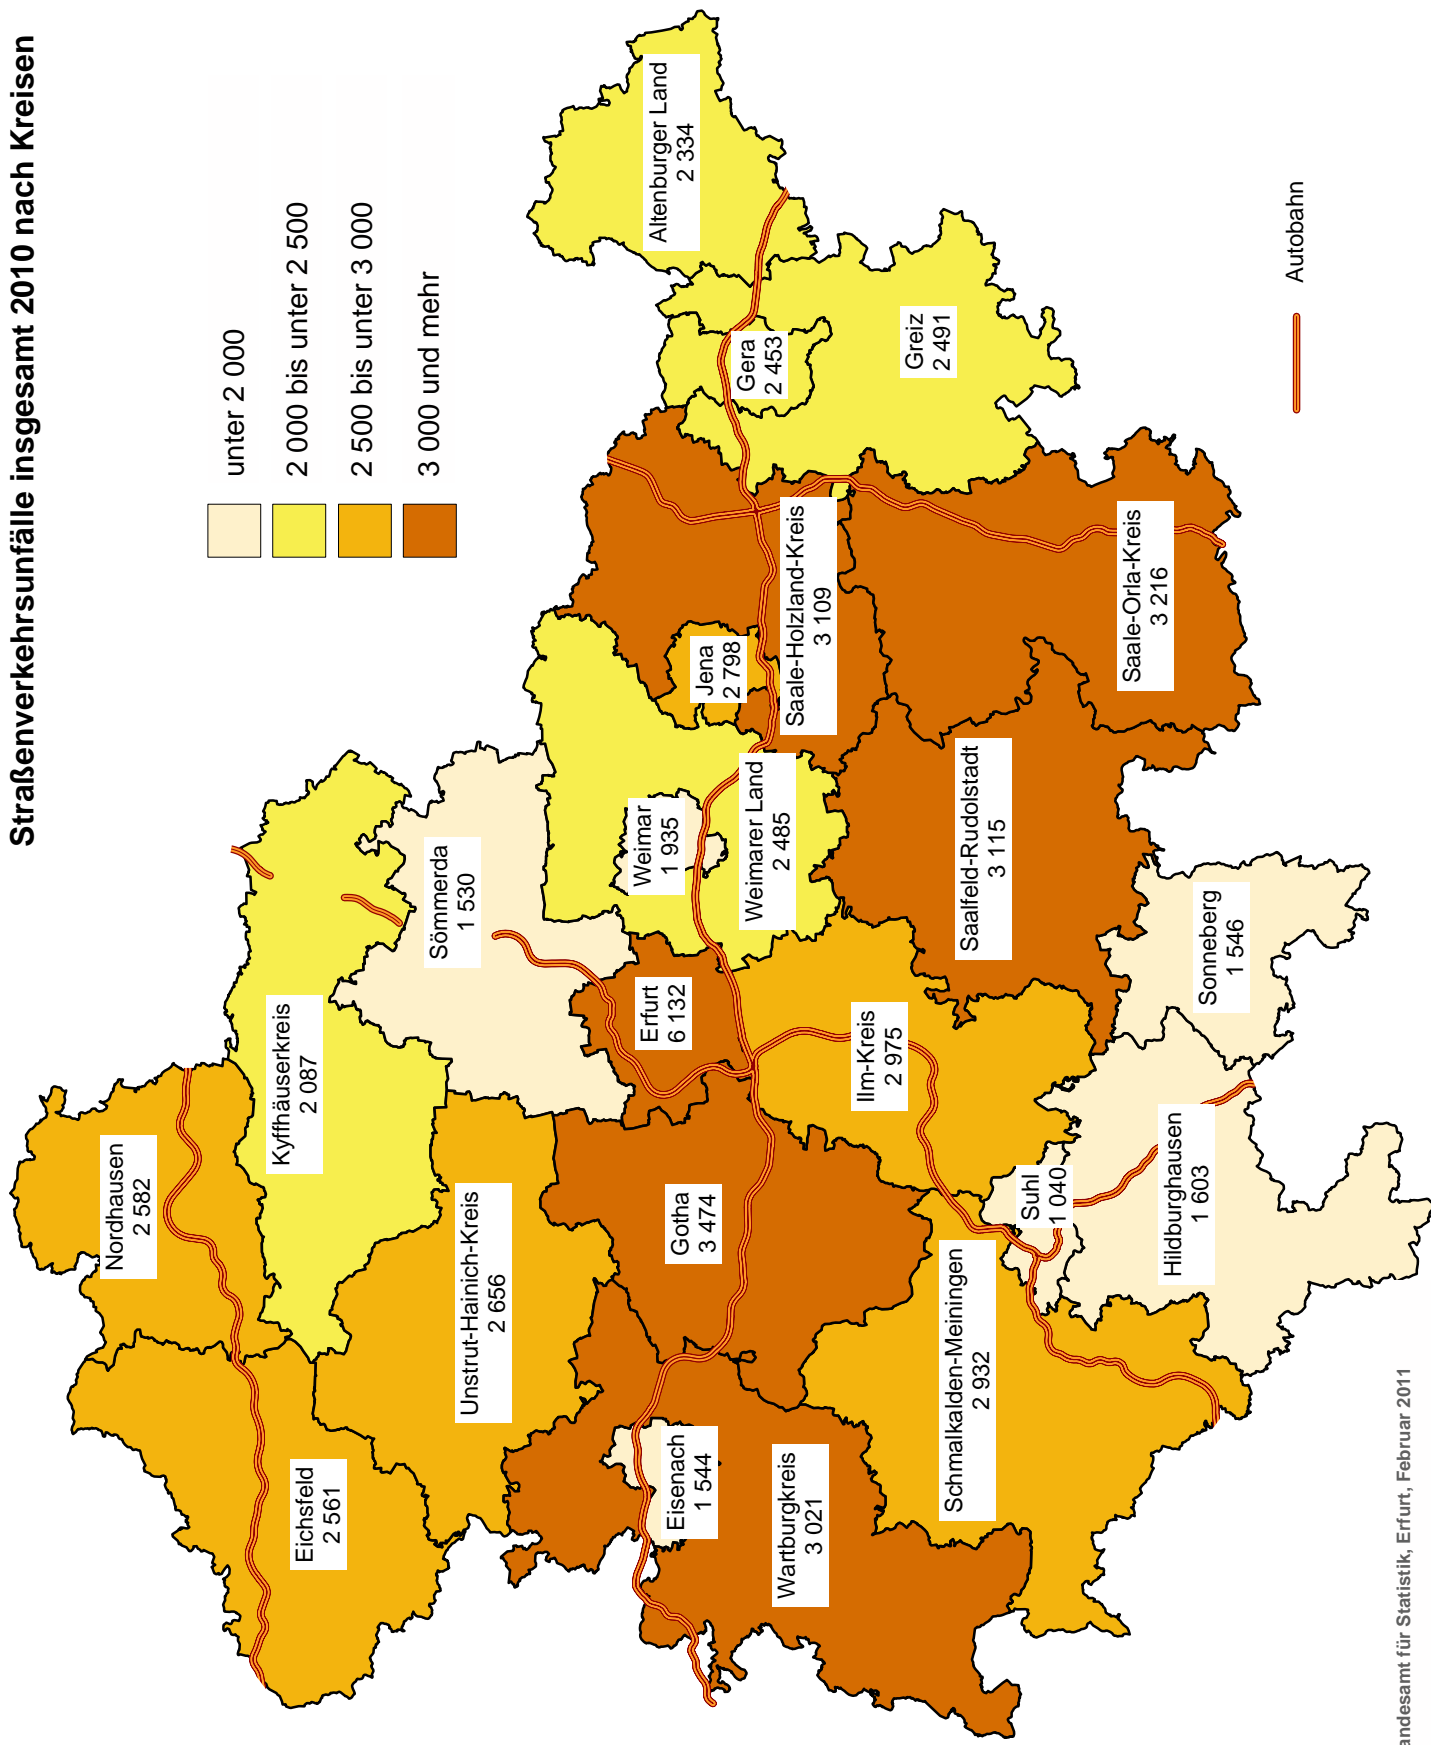 Straßenverkehrsunfälle insgesamt 2010 nach Kreisen
unter 2 000
2 000 bis unter 2 500
2 500 bis unter 3 000
3 000 und mehr
Nordhausen
2 582
Kyffhäuserkreis
2 087
Eichsfeld
2 561
Unstrut-Hainich-Kreis
2 656
Sömmerda
1 530
Altenburger Land
2 334
Gera
2 453
Greiz
2 491
Jena
2 798
Saale-Holzland-Kreis
3 109
Weimar
1 935
Weimarer Land
2 485
Erfurt
6 132
Gotha
3 474
Eisenach
1 544
Wartburgkreis
3 021
Ilm-Kreis
2 975
Saalfeld-Rudolstadt
3 115
Saale-Orla-Kreis
3 216
Schmalkalden-Meiningen
2 932
Suhl
1 040
Hildburghausen
1 603
Sonneberg
1 546
Autobahn
für Statistik, Erfurt, Februar 2011